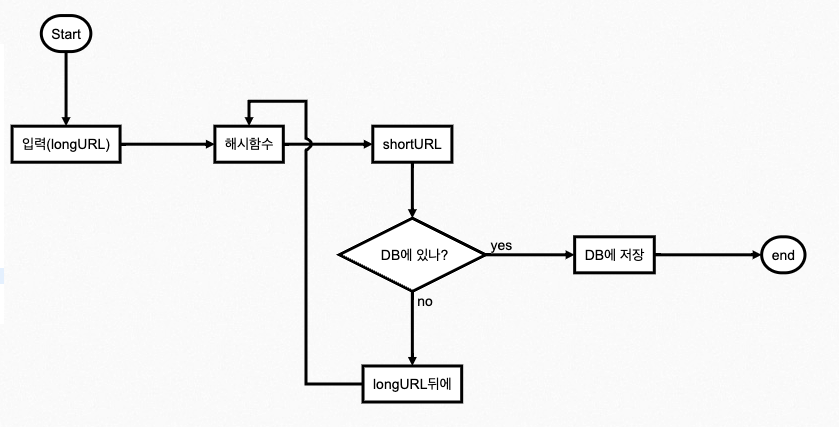 Start
입력(longURL)
해시함수
shortURL
DB에 있나?
yes
DB에 저장
end
no
longURL뒤에